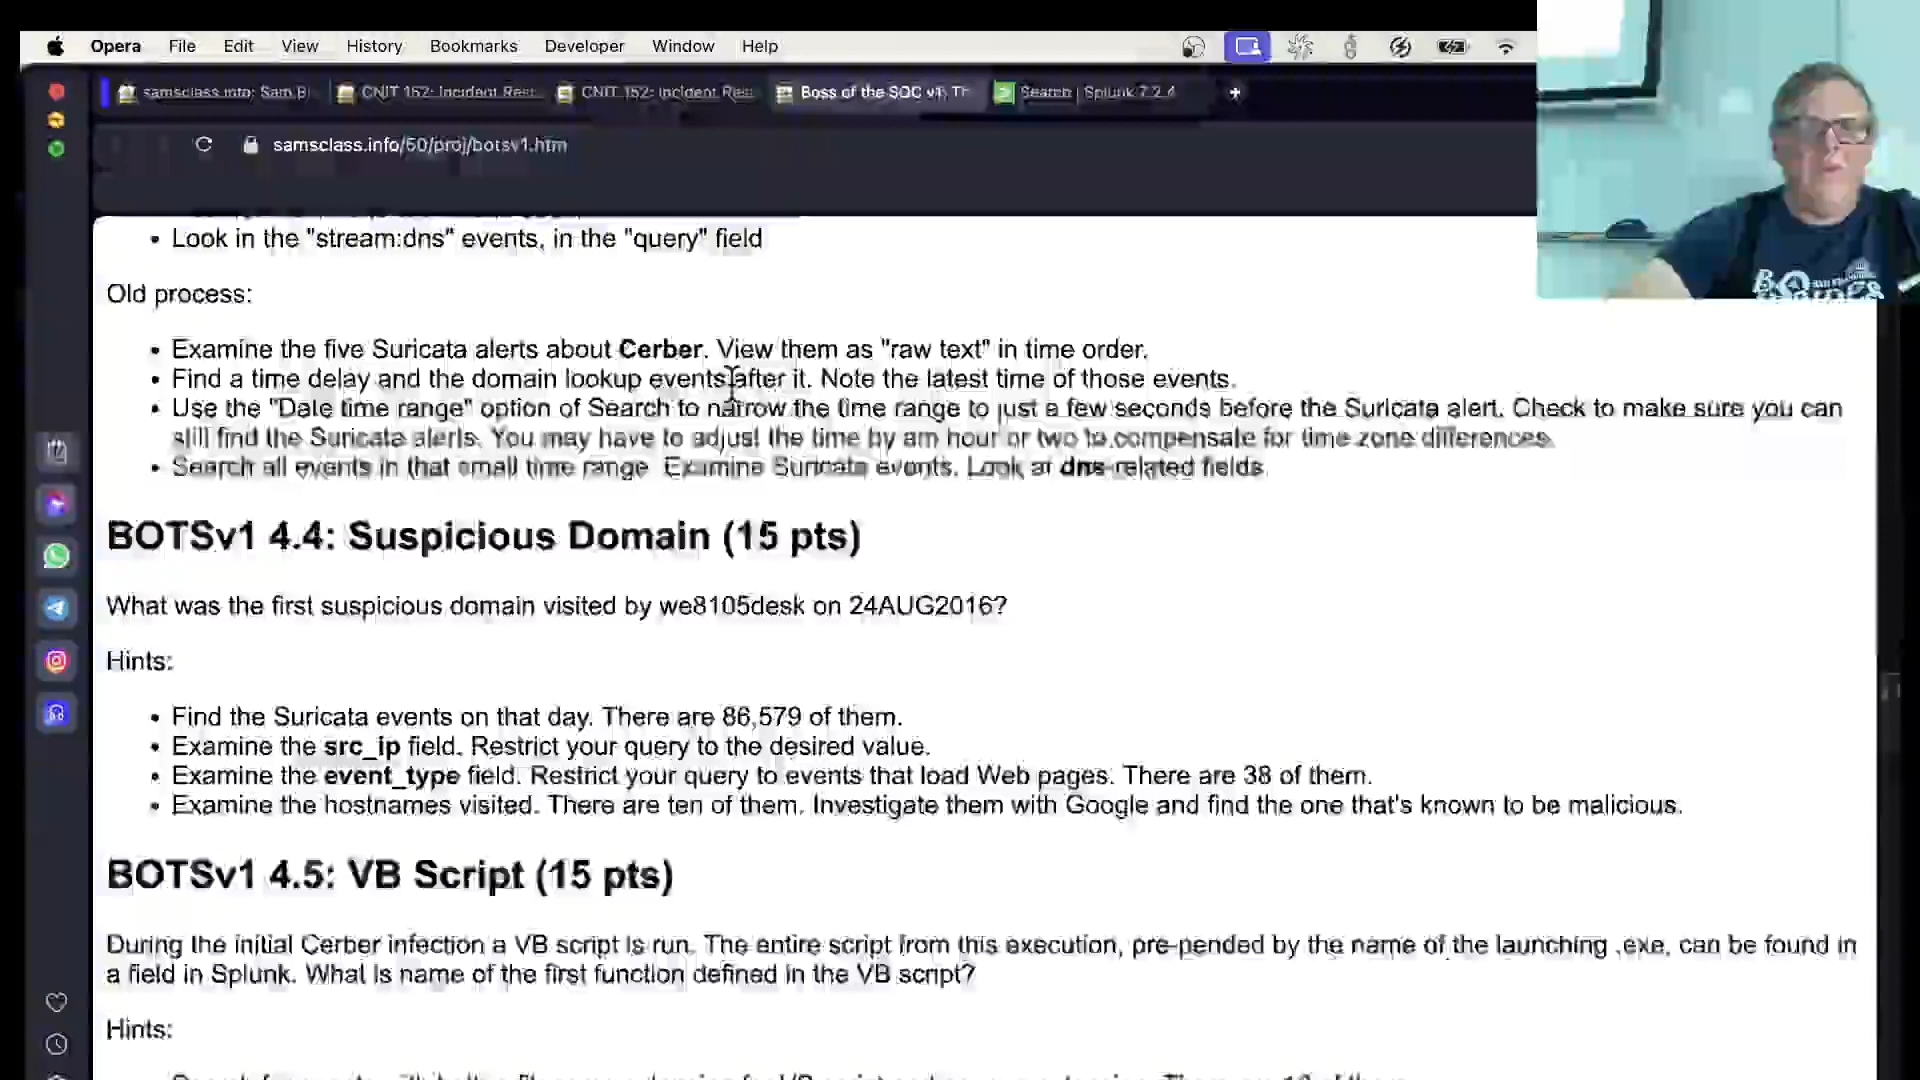 Opera File Edit View History Bookmarks Developer Window Help
samsclass.info: Sam B CNIT 152: Incident Res... CNIT 152: Incident Res... Boss of the SOC v1: Th Search | Splunk 7.2.4
samsclass.info/50/proj/botsv1.htm
• Look in the "stream:dns" events, in the "query" field
Old process:
• Examine the five Suricata alerts about Cerber. View them as "raw text" in time order.
• Find a time delay and the domain lookup events after it. Note the latest time of those events.
• Use the "Date time range" option of Search to narrow the time range to just a few seconds before the Suricata alert. Check to make sure you can
still find the Suricata alerts. You may have to adjust the time by am hour or two to compensate for time zone differences.
• Search all events in that small time range. Examine Suricata events. Look at dns-related fields.
BOTSv1 4.4: Suspicious Domain (15 pts)
What was the first suspicious domain visited by we8105desk on 24AUG2016?
Hints:
• Find the Suricata events on that day. There are 86,579 of them.
• Examine the src_ip field. Restrict your query to the desired value.
• Examine the event_type field. Restrict your query to events that load Web pages. There are 38 of them.
• Examine the hostnames visited. There are ten of them. Investigate them with Google and find the one that's known to be malicious.
BOTSv1 4.5: VB Script (15 pts)
During the initial Cerber infection a VB script is run. The entire script from this execution, pre-pended by the name of the launching .exe, can be found in
a field in Splunk. What is name of the first function defined in the VB script?
Hints: